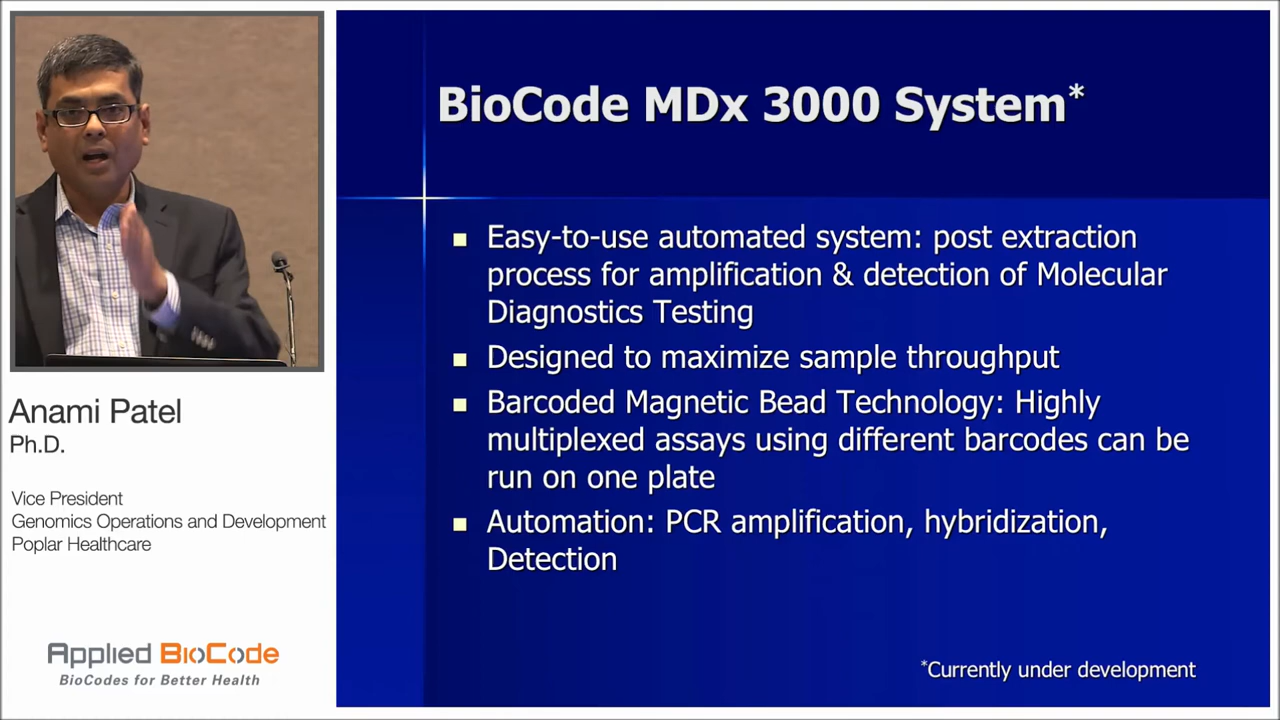 BioCode MDx 3000 System*
■ Easy-to-use automated system: post extraction
process for amplification & detection of Molecular
Diagnostics Testing
■ Designed to maximize sample throughput
■ Barcoded Magnetic Bead Technology: Highly
multiplexed assays using different barcodes can be
run on one plate
■ Automation: PCR amplification, hybridization,
Detection
*Currently under development
Anami Patel
Ph.D.
Vice President
Genomics Operations and Development
Poplar Healthcare
Applied BioCode
BioCodes for Better Health